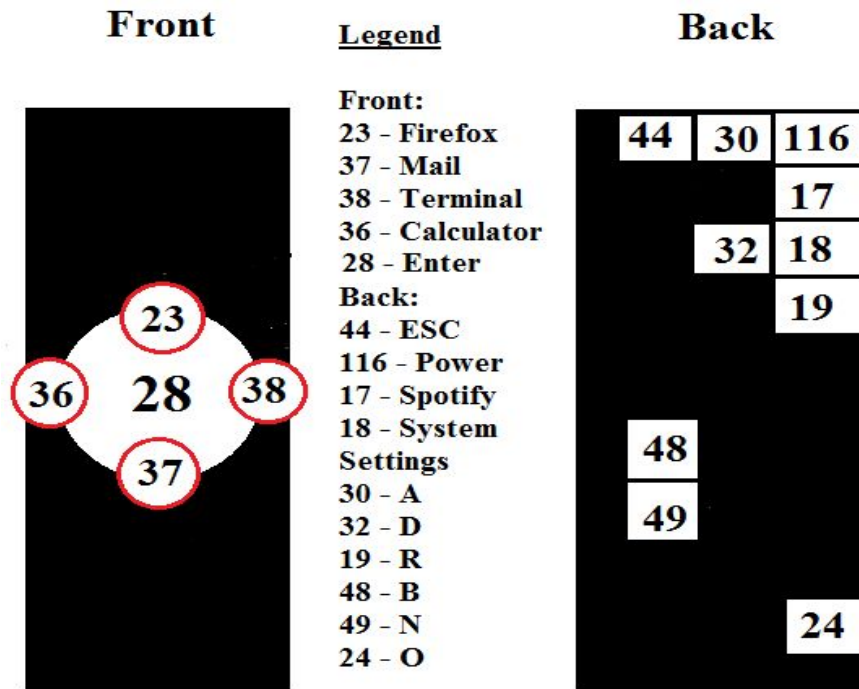 Front
23
36
28
38
37
Legend
Front:
23 - Firefox
37 - Mail
38 - Terminal
36 - Calculator
28 - Enter
Back:
44 - ESC
116 - Power
17 - Spotify
18 - System
Settings
30 - A
32 - D
19 - R
48 - B
49 - N
24 - O
Back
44 30 116
17
32 18
19
48
49
24